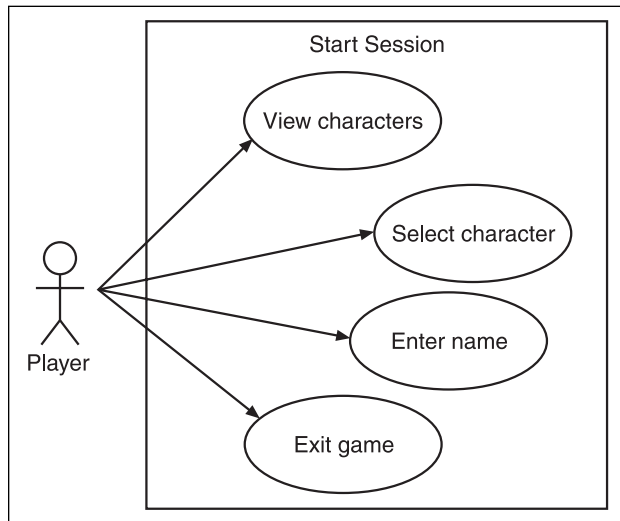 Start Session
View characters
Select character
Enter name
Player
Exit game